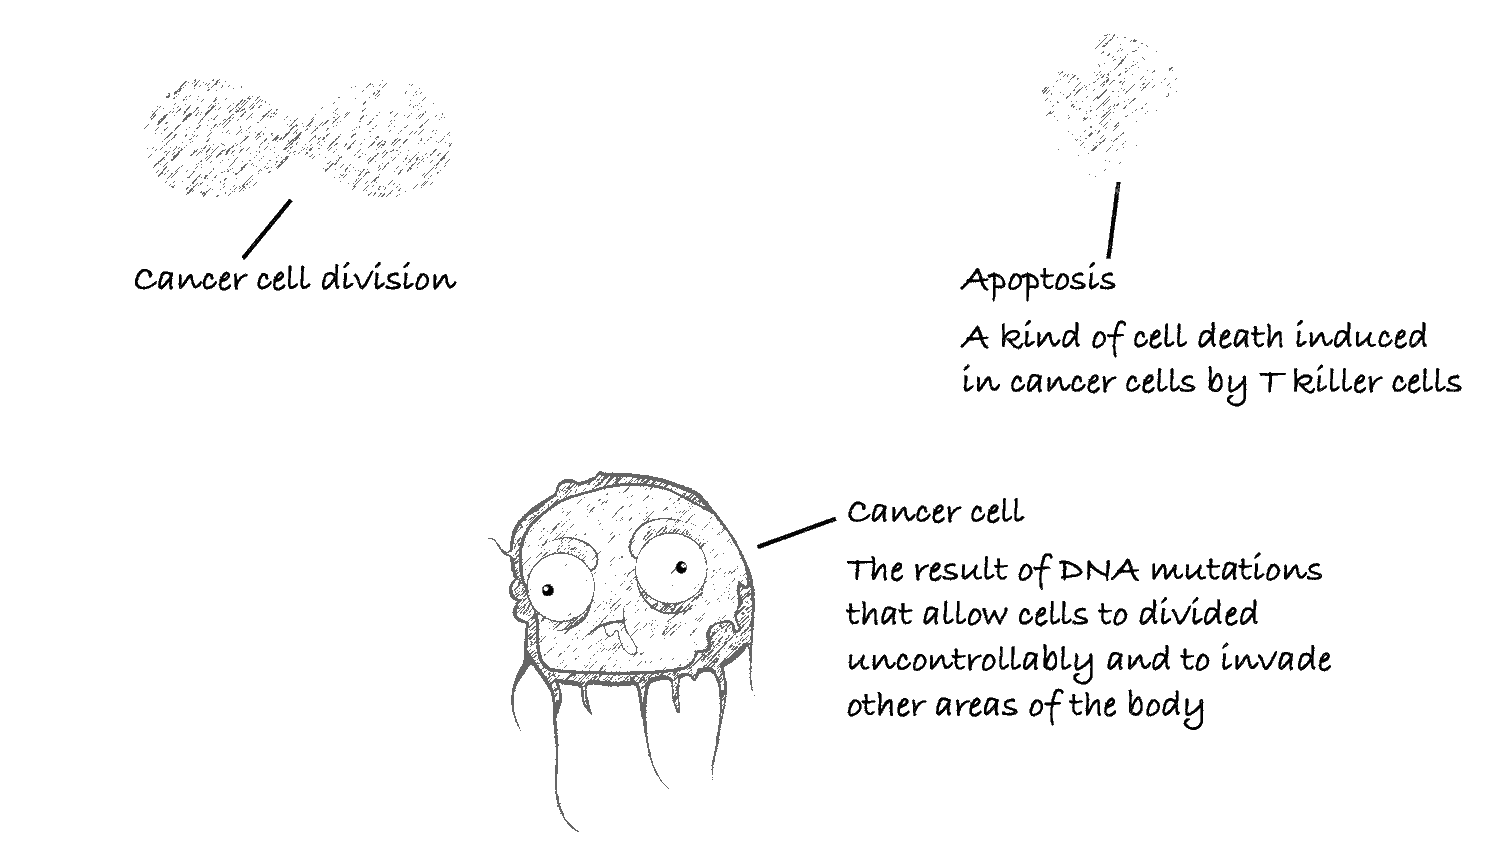 Cancer cell division
Apoptosis
A kind of cell death induced
in cancer cells by T killer cells
Cancer cell
The result of DNA mutations
that allow cells to divided
uncontrollably and to invade
other areas of the body